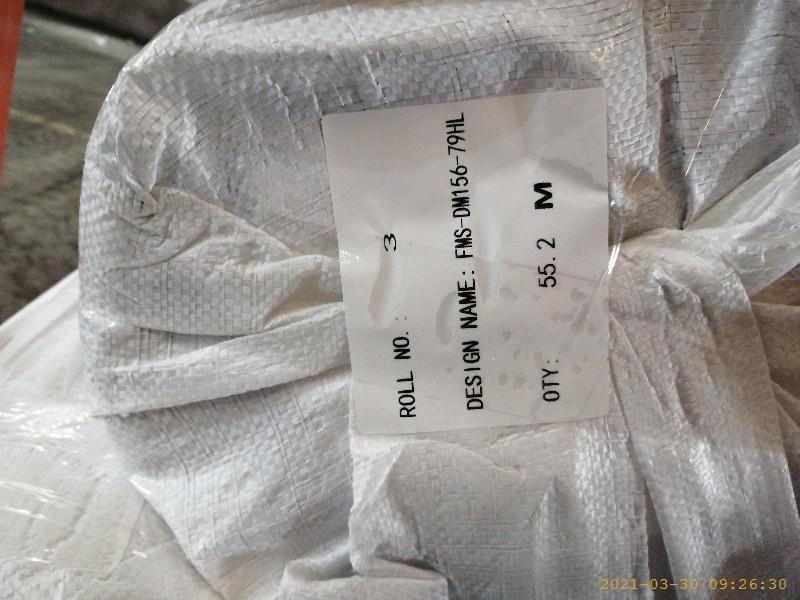 ROLL NO.: 3
DESIGN NAME: FMS-DM156-79HL
QTY: 55.2 M
2021-03-30 09:26:30